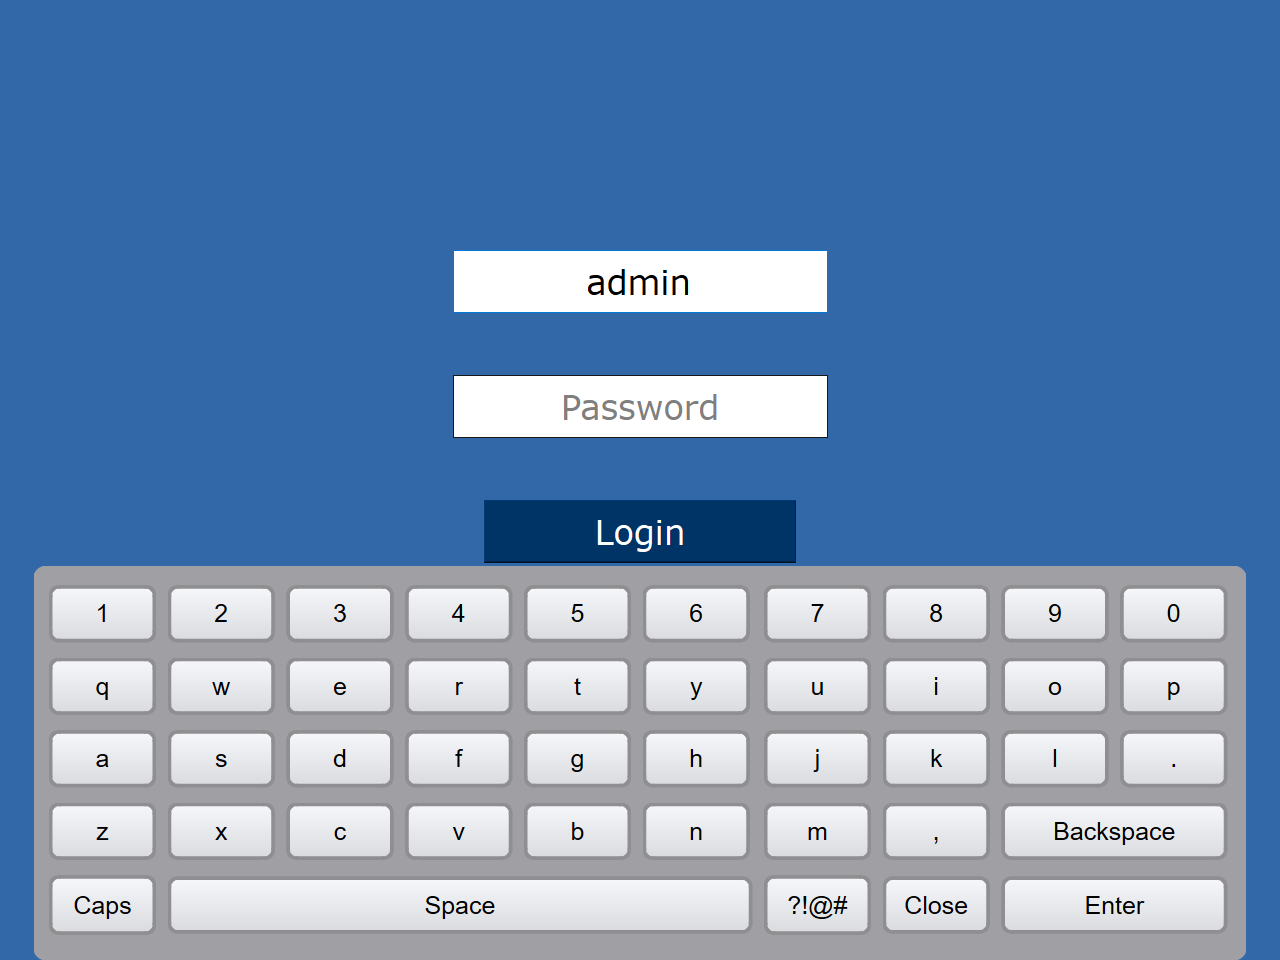 admin
Password
Login
1 2 3 4 5 6 7 8 9 0
q w e r t y u i o p
a s d f g h j k l .
z x c v b n m , Backspace
Caps Space ?!@# Close Enter